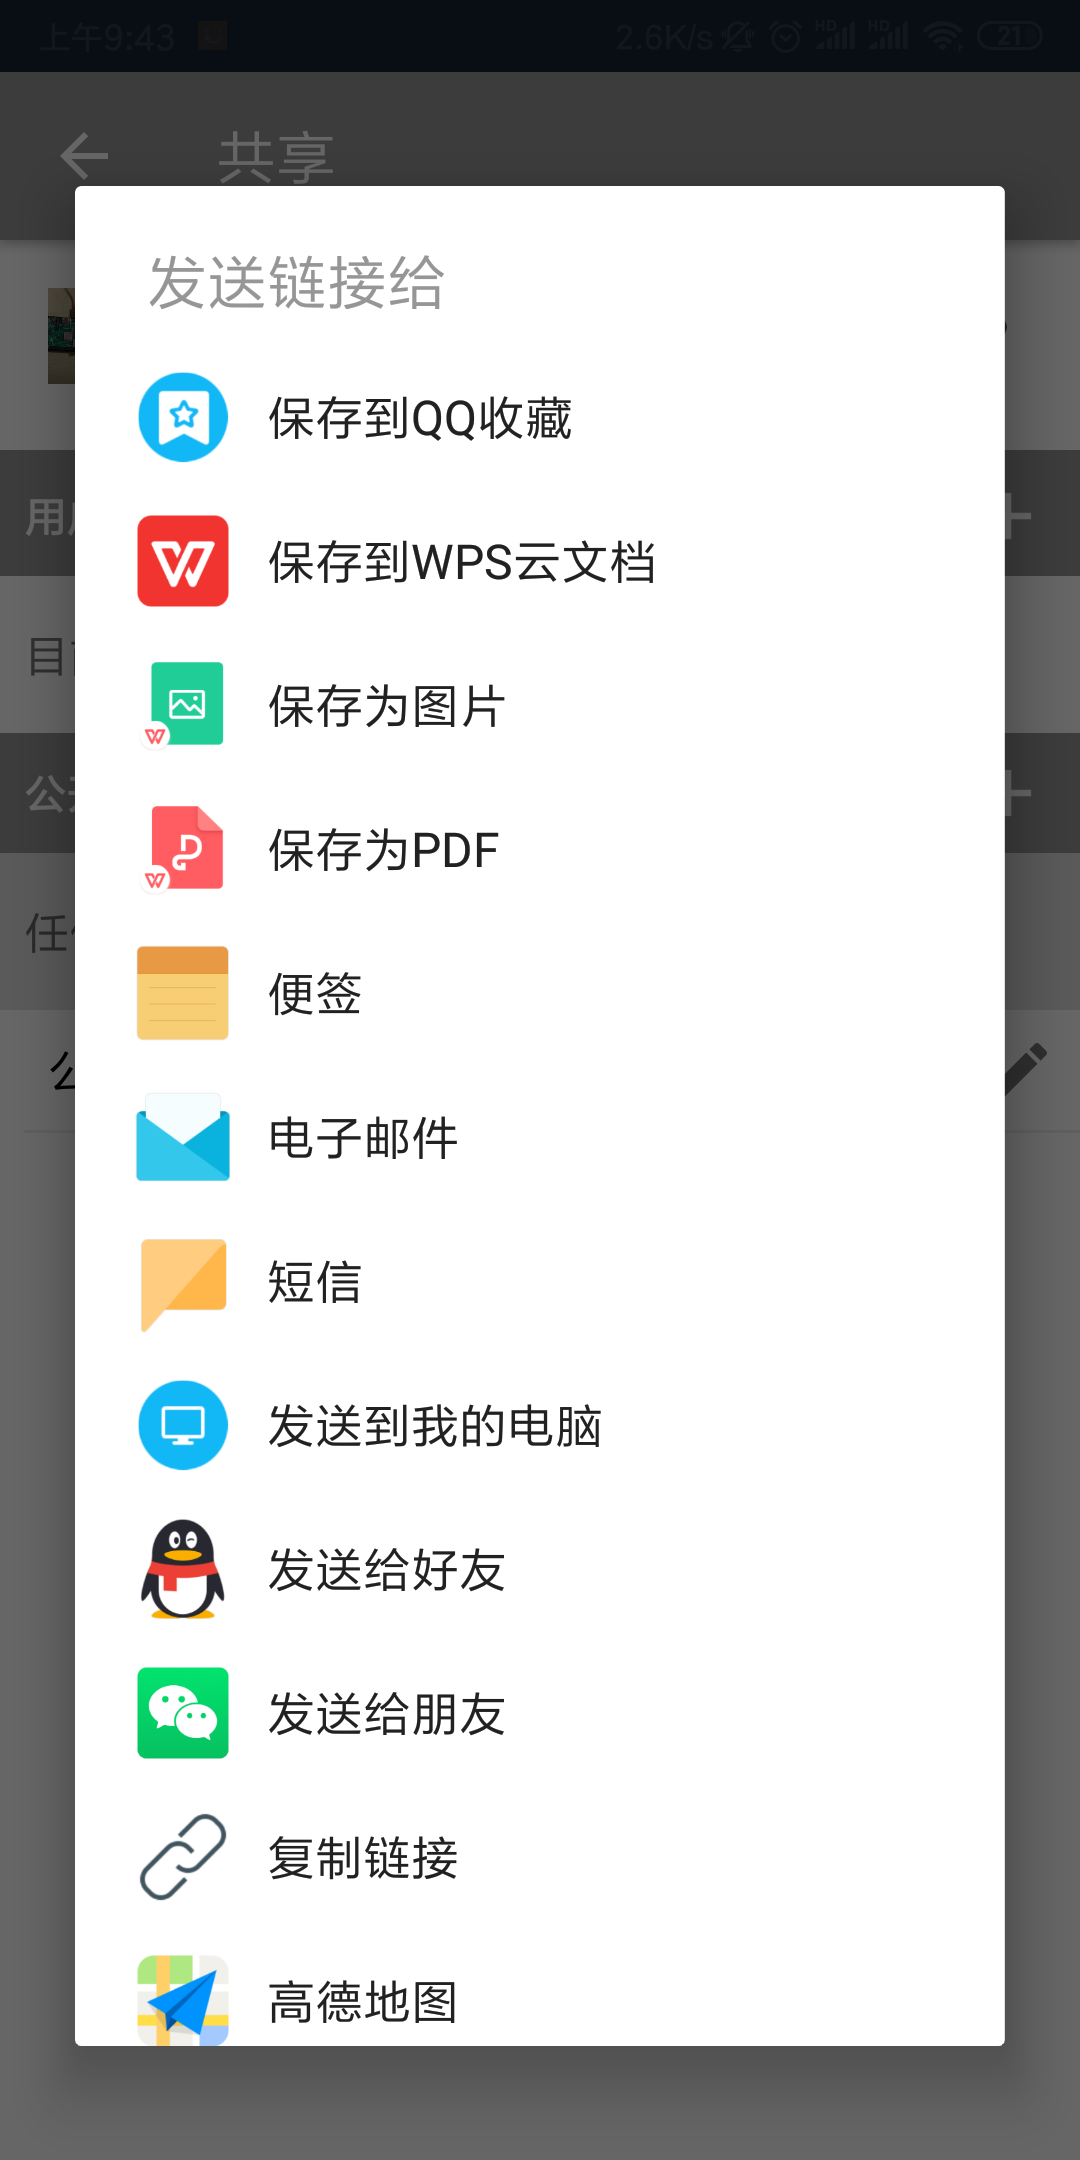 上午9:43
2.6K/s
HD
HD
21
共享
发送链接给
保存到QQ收藏
保存到WPS云文档
用
保存为图片
目
公
保存为PDF
任
便签
公
电子邮件
短信
发送到我的电脑
发送给好友
发送给朋友
复制链接
高德地图